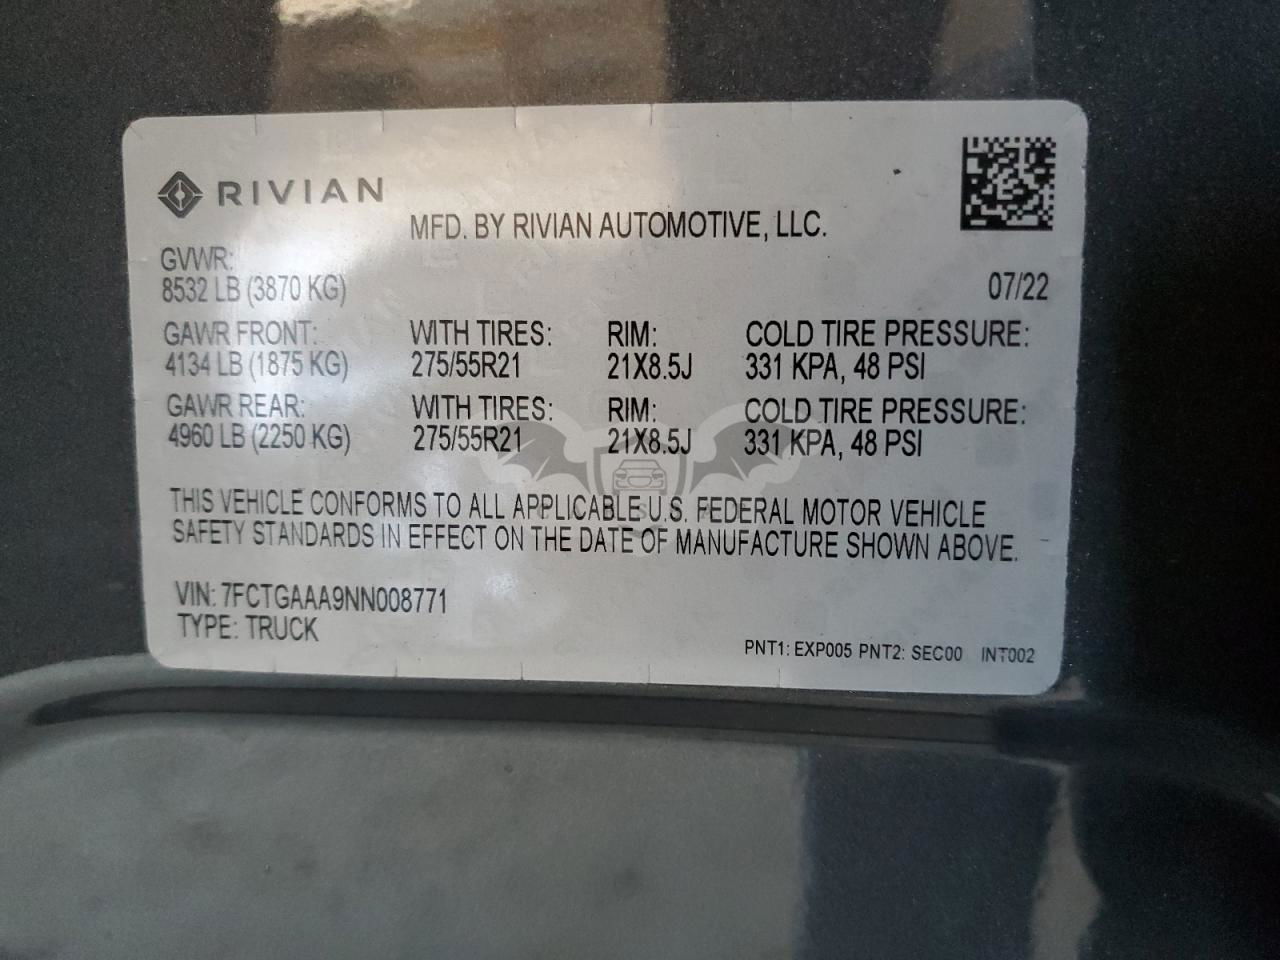 RIVIAN
MFD. BY RIVIAN AUTOMOTIVE, LLC.
GVWR:
8532 LB (3870 KG)
07/22
GAWR FRONT: WITH TIRES: RIM: COLD TIRE PRESSURE:
4134 LB (1875 KG) 275/55R21 21X8.5J 331 KPA, 48 PSI
GAWR REAR: WITH TIRES: RIM: COLD TIRE PRESSURE:
4960 LB (2250 KG) 275/55R21 21X8.5J 331 KPA, 48 PSI
THIS VEHICLE CONFORMS TO ALL APPLICABLE U.S. FEDERAL MOTOR VEHICLE
SAFETY STANDARDS IN EFFECT ON THE DATE OF MANUFACTURE SHOWN ABOVE.
VIN: 7FCTGAAA9NN008771
TYPE: TRUCK
PNT1: EXP005 PNT2: SEC00 INT002